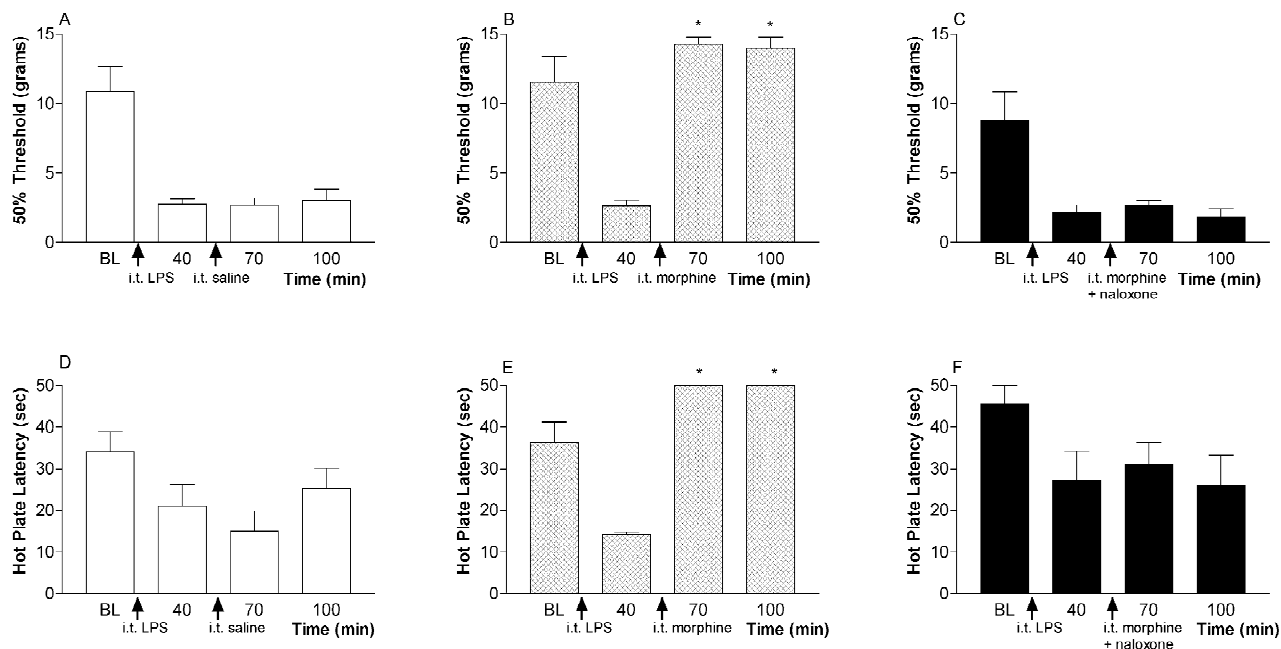 A
50% Threshold (grams)
15
10
5
0
BL 40 70 100
i.t. LPS i.t. saline Time (min)
B
50% Threshold (grams)
* *
15
10
5
0
BL 40 70 100
i.t. LPS i.t. morphine Time (min)
C
50% Threshold (grams)
15
10
5
0
BL 40 70 100
i.t. LPS i.t. morphine Time (min)
+ naloxone
D
Hot Plate Latency (sec)
50
40
30
20
10
0
BL 40 70 100
i.t. LPS i.t. saline Time (min)
E
Hot Plate Latency (sec)
* *
50
40
30
20
10
0
BL 40 70 100
i.t. LPS i.t. morphine Time (min)
F
Hot Plate Latency (sec)
50
40
30
20
10
0
BL 40 70 100
i.t. LPS i.t. morphine Time (min)
+ naloxone